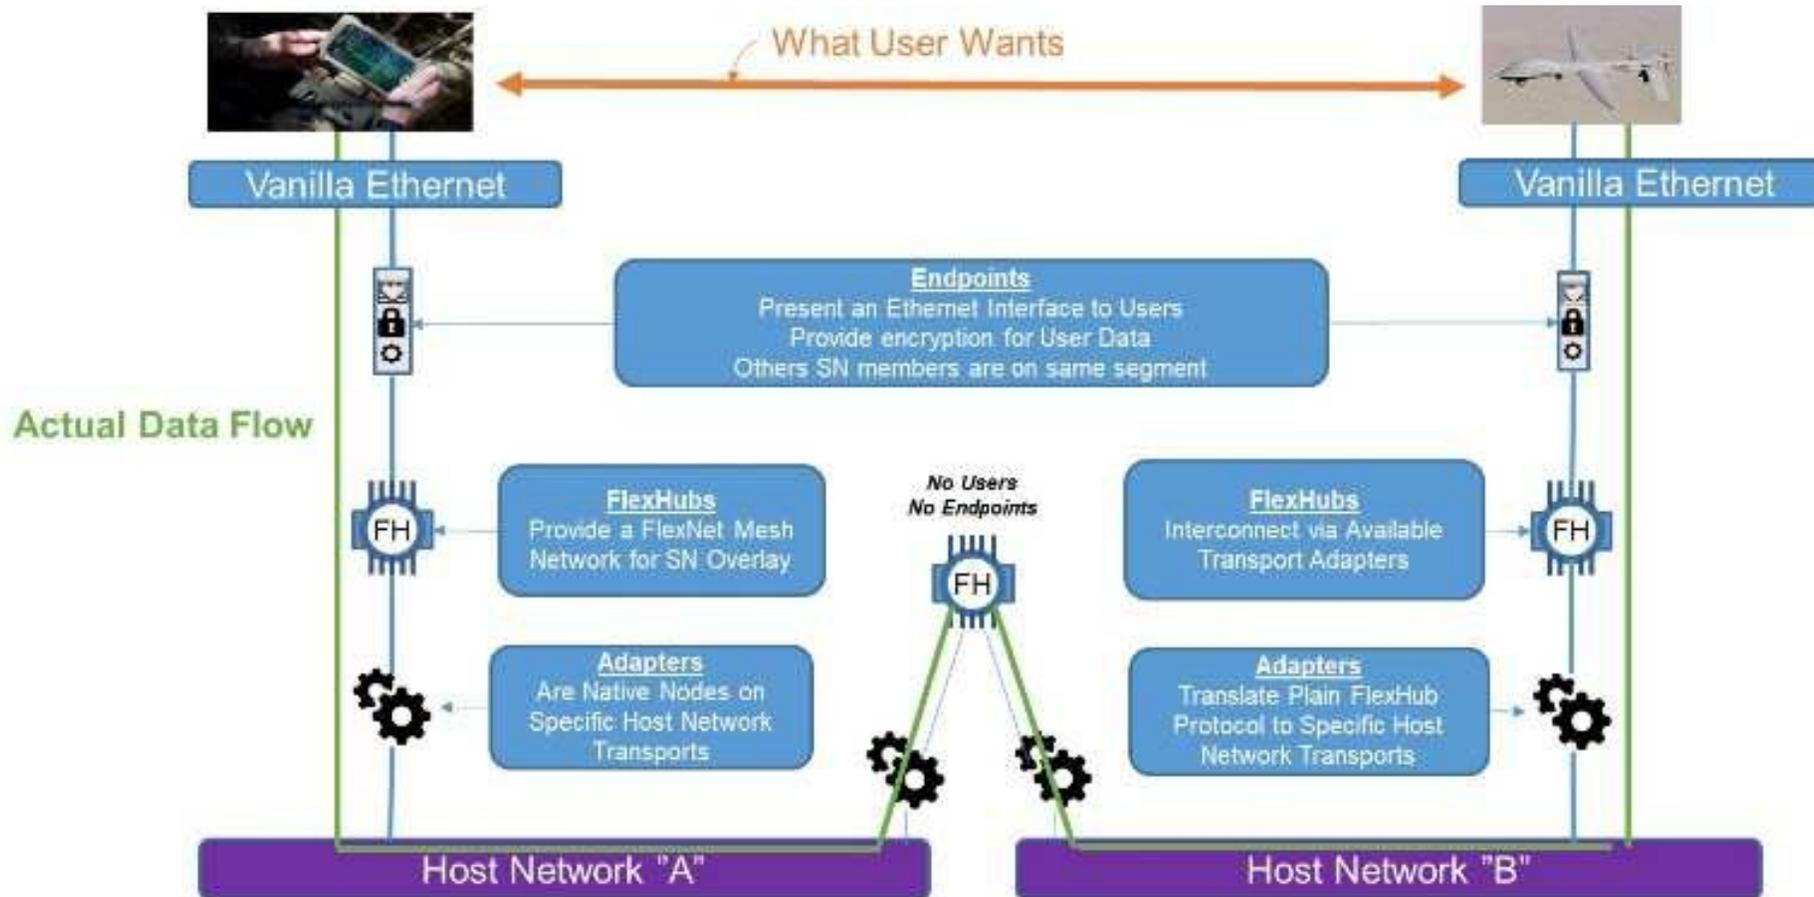 What User Wants
Vanilla Ethernet
Vanilla Ethernet
Endpoints
Present an Ethernet Interface to Users
Provide encryption for User Data
Others SN members are on same segment
Actual Data Flow
FH
FlexHubs
Provide a FlexNet Mesh
Network for SN Overlay
No Users
No Endpoints
FH
FlexHubs
Interconnect via Available
Transport Adapters
FH
Adapters
Are Native Nodes on
Specific Host Network
Transports
Adapters
Translate Plain FlexHub
Protocol to Specific Host
Network Transports
Host Network "A"
Host Network "B"